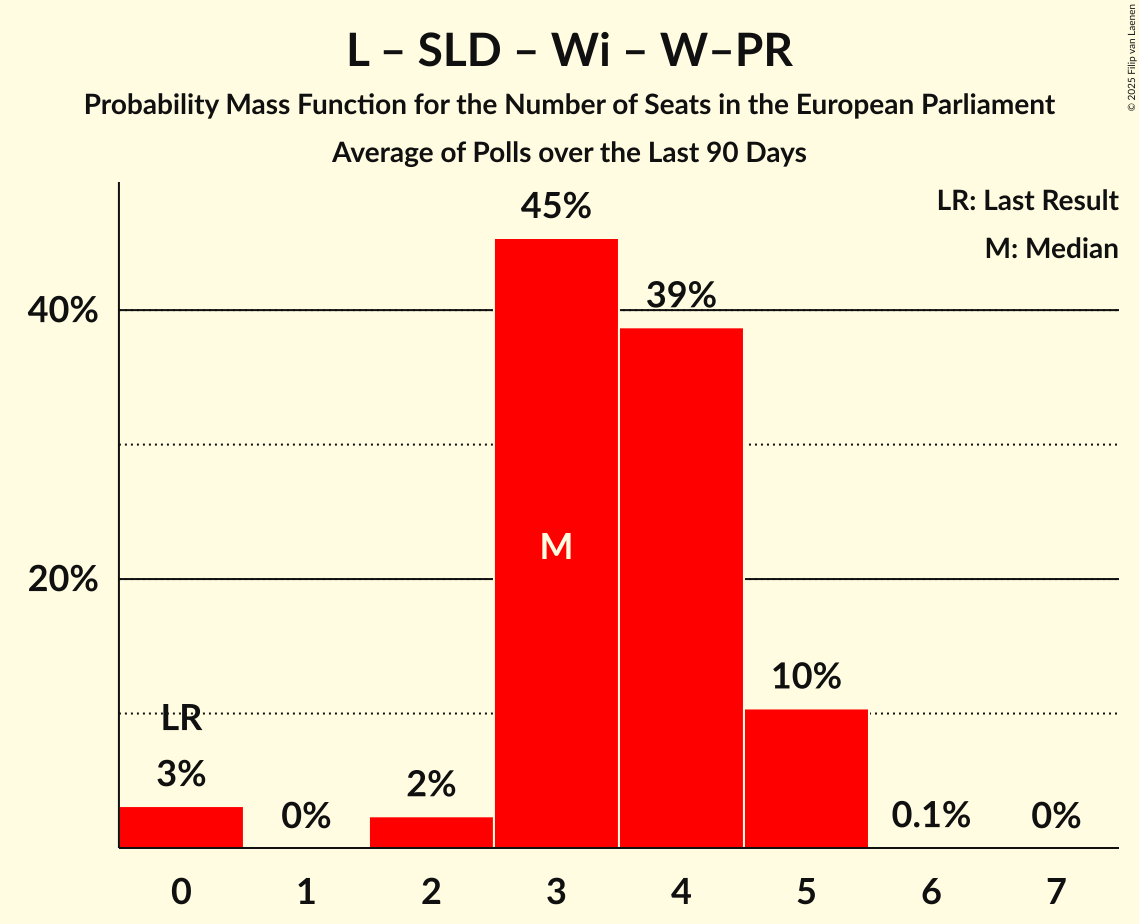 L – SLD – Wi – W–PR
Probability Mass Function for the Number of Seats in the European Parliament
Average of Polls over the Last 90 Days
© 2025 Filip van Laenen
LR: Last Result
M: Median
45%
39%
40%
M
20%
10%
LR
3%
0%
2%
0.1%
0%
0 1 2 3 4 5 6 7